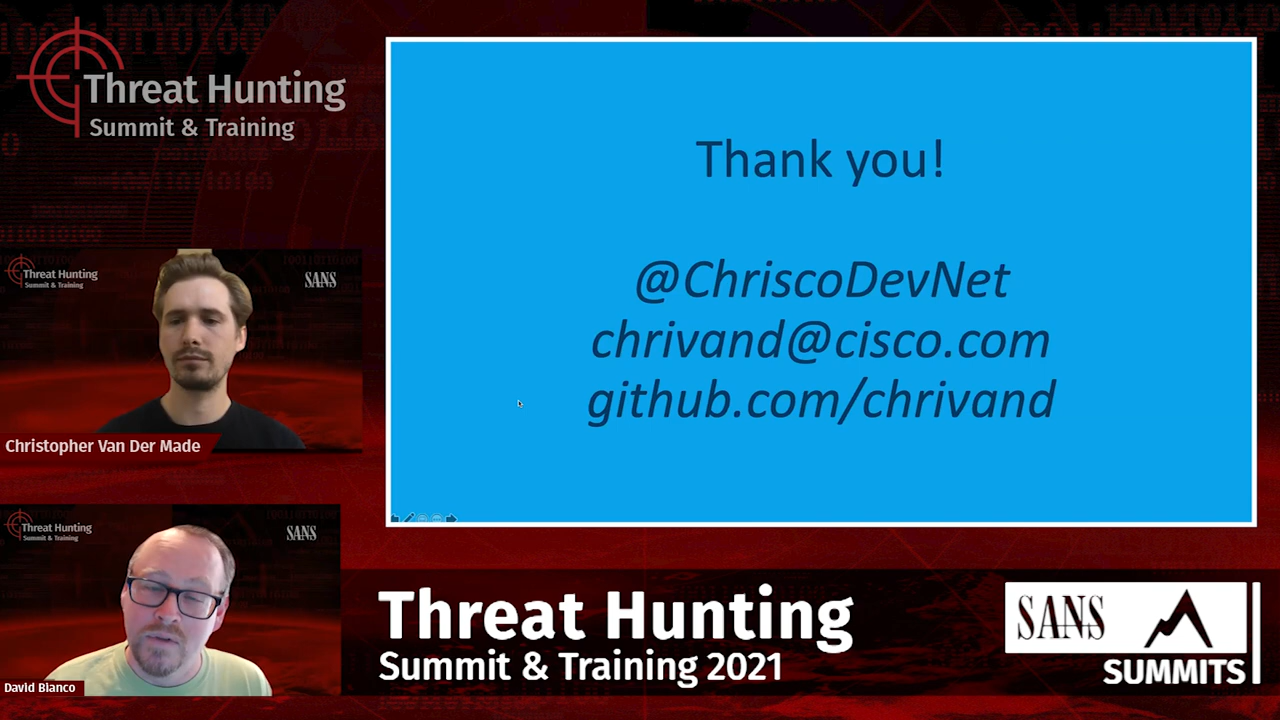 Threat Hunting
Summit & Training
Thank you!
@ChriscoDevNet
chrivand@cisco.com
github.com/chrivand
Threat Hunting
Summit & Training
SANS
Christopher Van Der Made
Threat Hunting
Summit & Training
SANS
David Bianco
Threat Hunting
Summit & Training 2021
SANS
SUMMITS